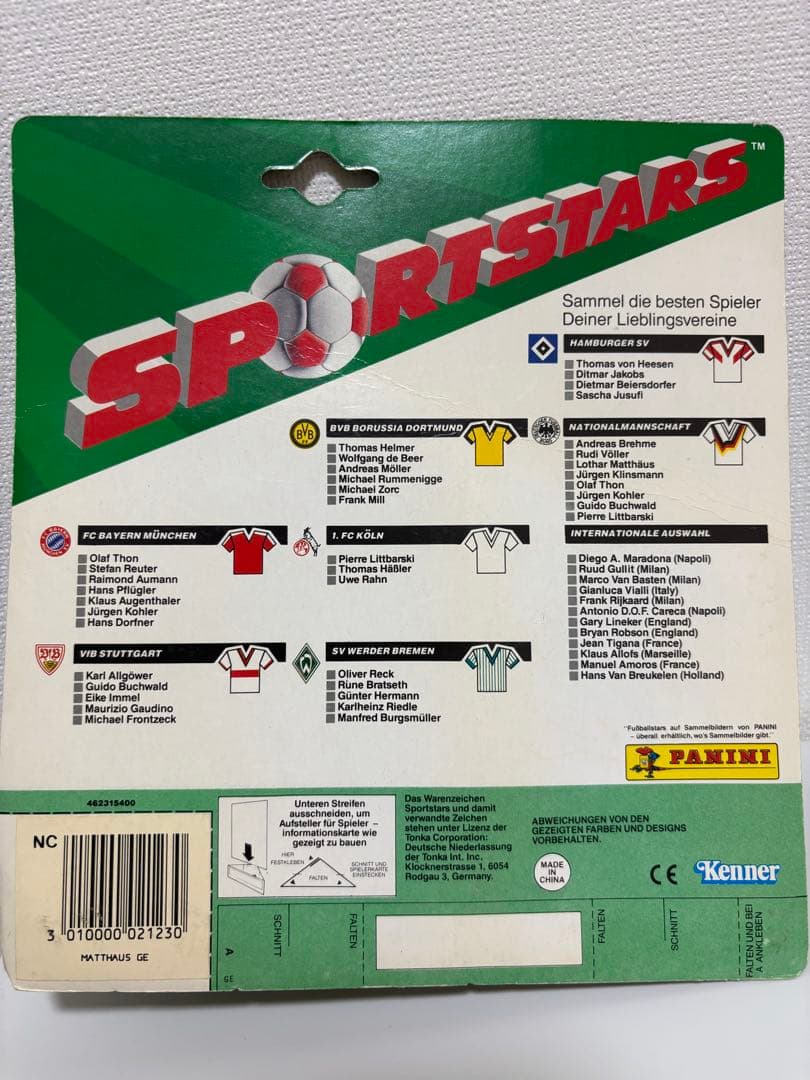 SPORTSTARS™
Sammel die besten Spieler
Deiner Lieblingsvereine
HAMBURGER SV
Thomas von Heesen
Ditmar Jakobs
Dietmar Beiersdorfer
Sascha Jusufi
BVB
BVB BORUSSIA DORTMUND
Thomas Helmer
Wolfgang de Beer
Andreas Möller
Michael Rummenigge
Michael Zorc
Frank Mill
NATIONALMANNSCHAFT
Andreas Brehme
Rudi Völler
Lothar Matthäus
Jürgen Klinsmann
Olaf Thon
Jürgen Kohler
Guido Buchwald
Pierre Littbarski
FC BAYERN MÜNCHEN
Olaf Thon
Stefan Reuter
Raimond Aumann
Hans Pflügler
Klaus Augenthaler
Jürgen Kohler
Hans Dorfner
1. FC KÖLN
Pierre Littbarski
Thomas Häßler
Uwe Rahn
INTERNATIONALE AUSWAHL
Diego A. Maradona (Napoli)
Ruud Gullit (Milan)
Marco Van Basten (Milan)
Gianluca Vialli (Italy)
Frank Rijkaard (Milan)
Antonio D.O.F. Careca (Napoli)
Gary Lineker (England)
Bryan Robson (England)
Jean Tigana (France)
Klaus Allofs (Marseille)
Manuel Amoros (France)
Hans Van Breukelen (Holland)
VfB STUTTGART
Karl Allgöwer
Guido Buchwald
Eike Immel
Maurizio Gaudino
Michael Frontzeck
SV WERDER BREMEN
Oliver Reck
Rune Bratseth
Günter Hermann
Karlheinz Riedle
Manfred Burgsmüller
"Fußballstars auf Sammelbildern von PANINI
– überall erhältlich, wo's Sammelbilder gibt."
PANINI
462315400
NC
3 010000 021230
MATTHAUS GE
Unteren Streifen
ausschneiden, um
Aufsteller für Spieler –
informationskarte wie
gezeigt zu bauen
HIER
FESTKLEBEN
FALTEN
SCHNITT UND
SPIELERKARTE
EINSTECKEN
Das Warenzeichen
Sportstars und damit
verwandte Zeichen
stehen unter Lizenz der
Tonka Corporation:
Deutsche Niederlassung
der Tonka Int. Inc.
Klocknerstrasse 1, 6054
Rodgau 3, Germany.
ABWEICHUNGEN VON DEN
GEZEIGTEN FARBEN UND DESIGNS
VORBEHALTEN.
MADE
IN
CHINA
CE
Kenner
A
GE
SCHNITT
FALTEN
FALTEN
SCHNITT
FALTEN UND BEI
A ANKLEBEN